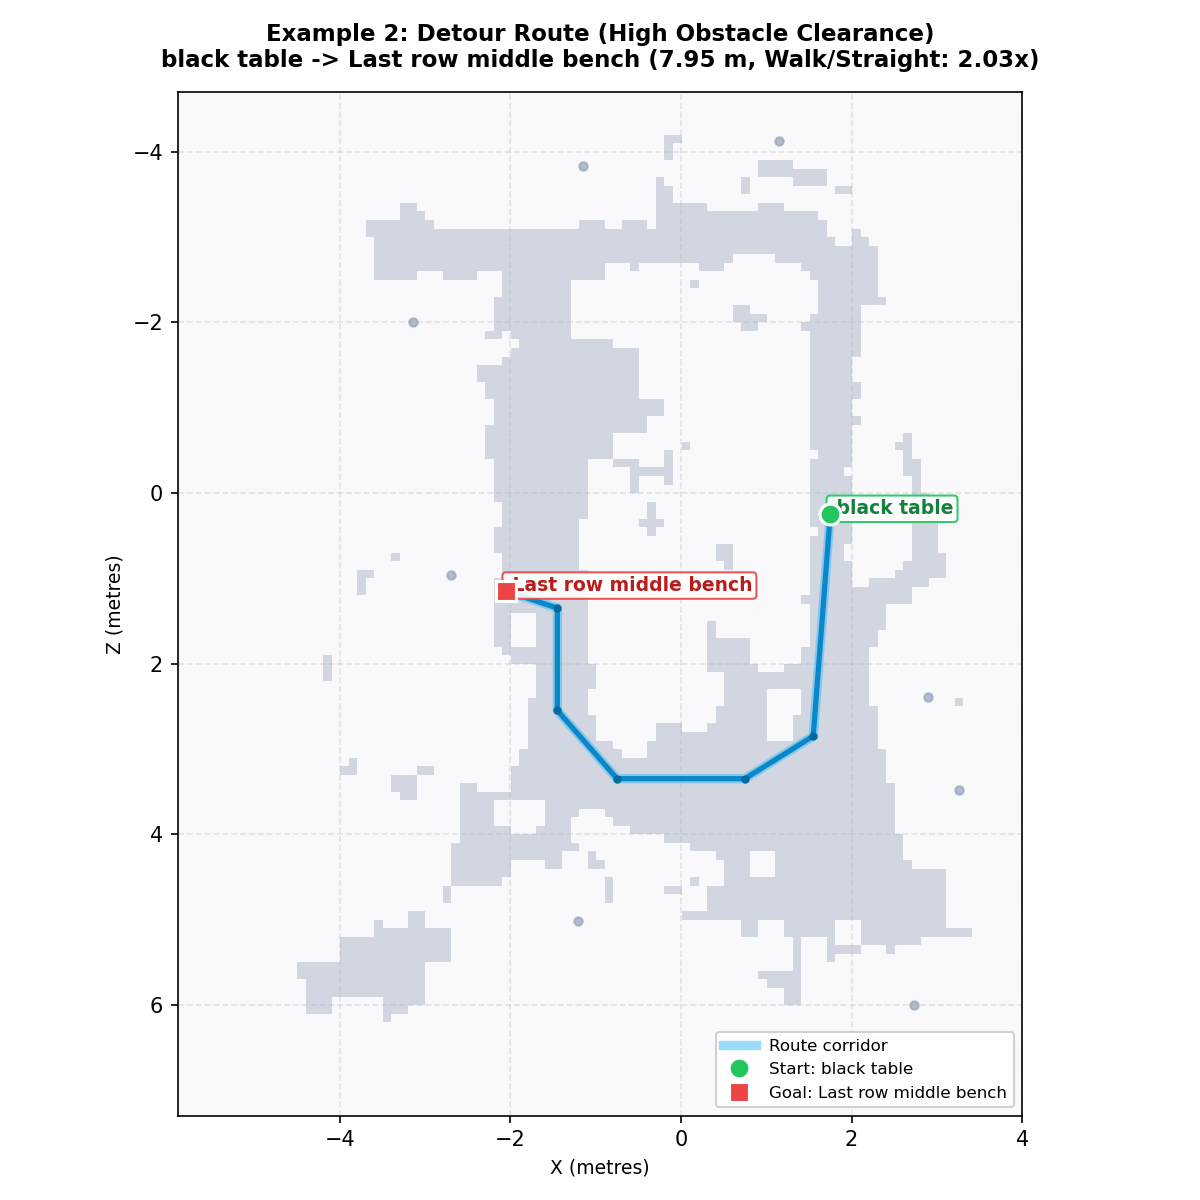 Example 2: Detour Route (High Obstacle Clearance)
black table -> Last row middle bench (7.95 m, Walk/Straight: 2.03x)
−4
−2
0
2
4
6
Z (metres)
black table
Last row middle bench
Route corridor
Start: black table
Goal: Last row middle bench
−4
−2
0
2
4
X (metres)